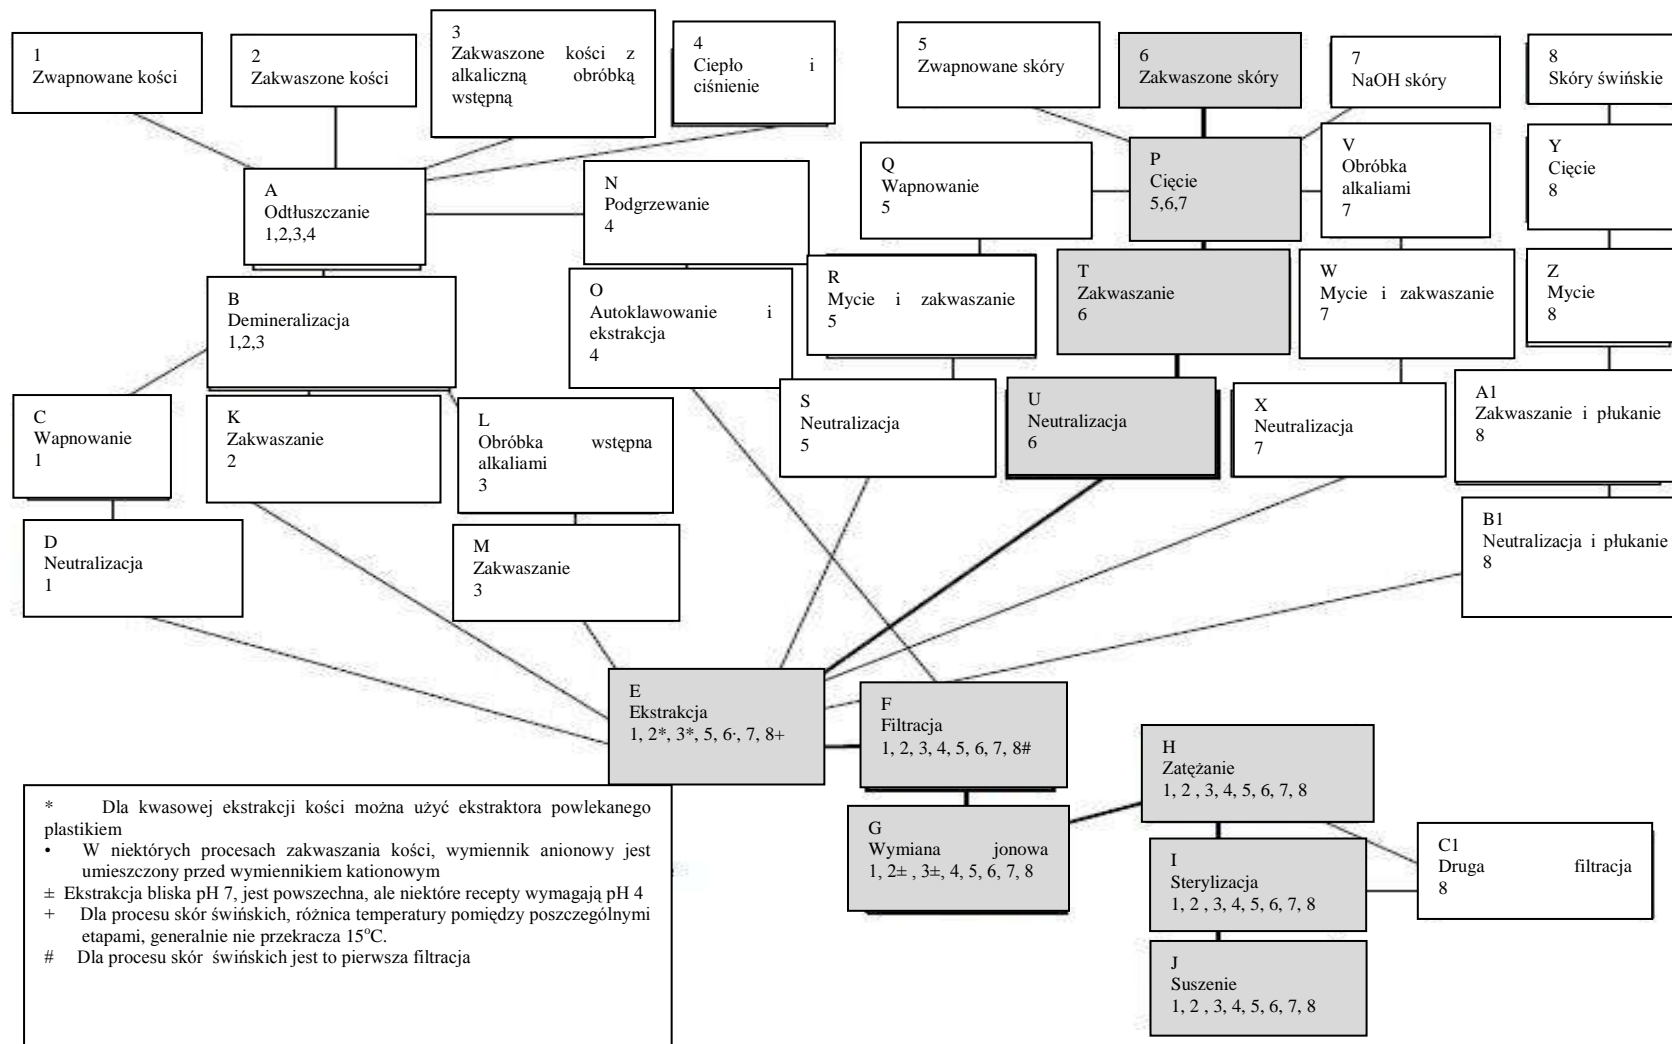 1
Zwapnowane kości
2
Zakwaszone kości
3
Zakwaszone kości z
alkaliczną obróbką
wstępną
4
Ciepło i
ciśnienie
5
Zwapnowane skóry
6
Zakwaszone skóry
7
NaOH skóry
8
Skóry świńskie
A
Odtłuszczanie
1,2,3,4
N
Podgrzewanie
4
Q
Wapnowanie
5
P
Cięcie
5,6,7
V
Obróbka
alkaliami
7
Y
Cięcie
8
B
Demineralizacja
1,2,3
O
Autoklawowanie i
ekstrakcja
4
R
Mycie i zakwaszanie
5
T
Zakwaszanie
6
W
Mycie i zakwaszanie
7
Z
Mycie
8
C
Wapnowanie
1
K
Zakwaszanie
2
L
Obróbka wstępna
alkaliami
3
S
Neutralizacja
5
U
Neutralizacja
6
X
Neutralizacja
7
A1
Zakwaszanie i płukanie
8
D
Neutralizacja
1
M
Zakwaszanie
3
B1
Neutralizacja i płukanie
8
E
Ekstrakcja
1, 2*, 3*, 5, 6·, 7, 8+
F
Filtracja
1, 2, 3, 4, 5, 6, 7, 8#
G
Wymiana jonowa
1, 2± , 3±, 4, 5, 6, 7, 8
H
Zatężanie
1, 2 , 3, 4, 5, 6, 7, 8
I
Sterylizacja
1, 2 , 3, 4, 5, 6, 7, 8
C1
Druga filtracja
8
J
Suszenie
1, 2 , 3, 4, 5, 6, 7, 8
* Dla kwasowej ekstrakcji kości można użyć ekstraktora powlekanego
plastikiem
• W niektórych procesach zakwaszania kości, wymiennik anionowy jest
umieszczony przed wymiennikiem kationowym
± Ekstrakcja bliska pH 7, jest powszechna, ale niektóre recepty wymagają pH 4
+ Dla procesu skór świńskich, różnica temperatury pomiędzy poszczególnymi
etapami, generalnie nie przekracza 15°C.
# Dla procesu skór świńskich jest to pierwsza filtracja